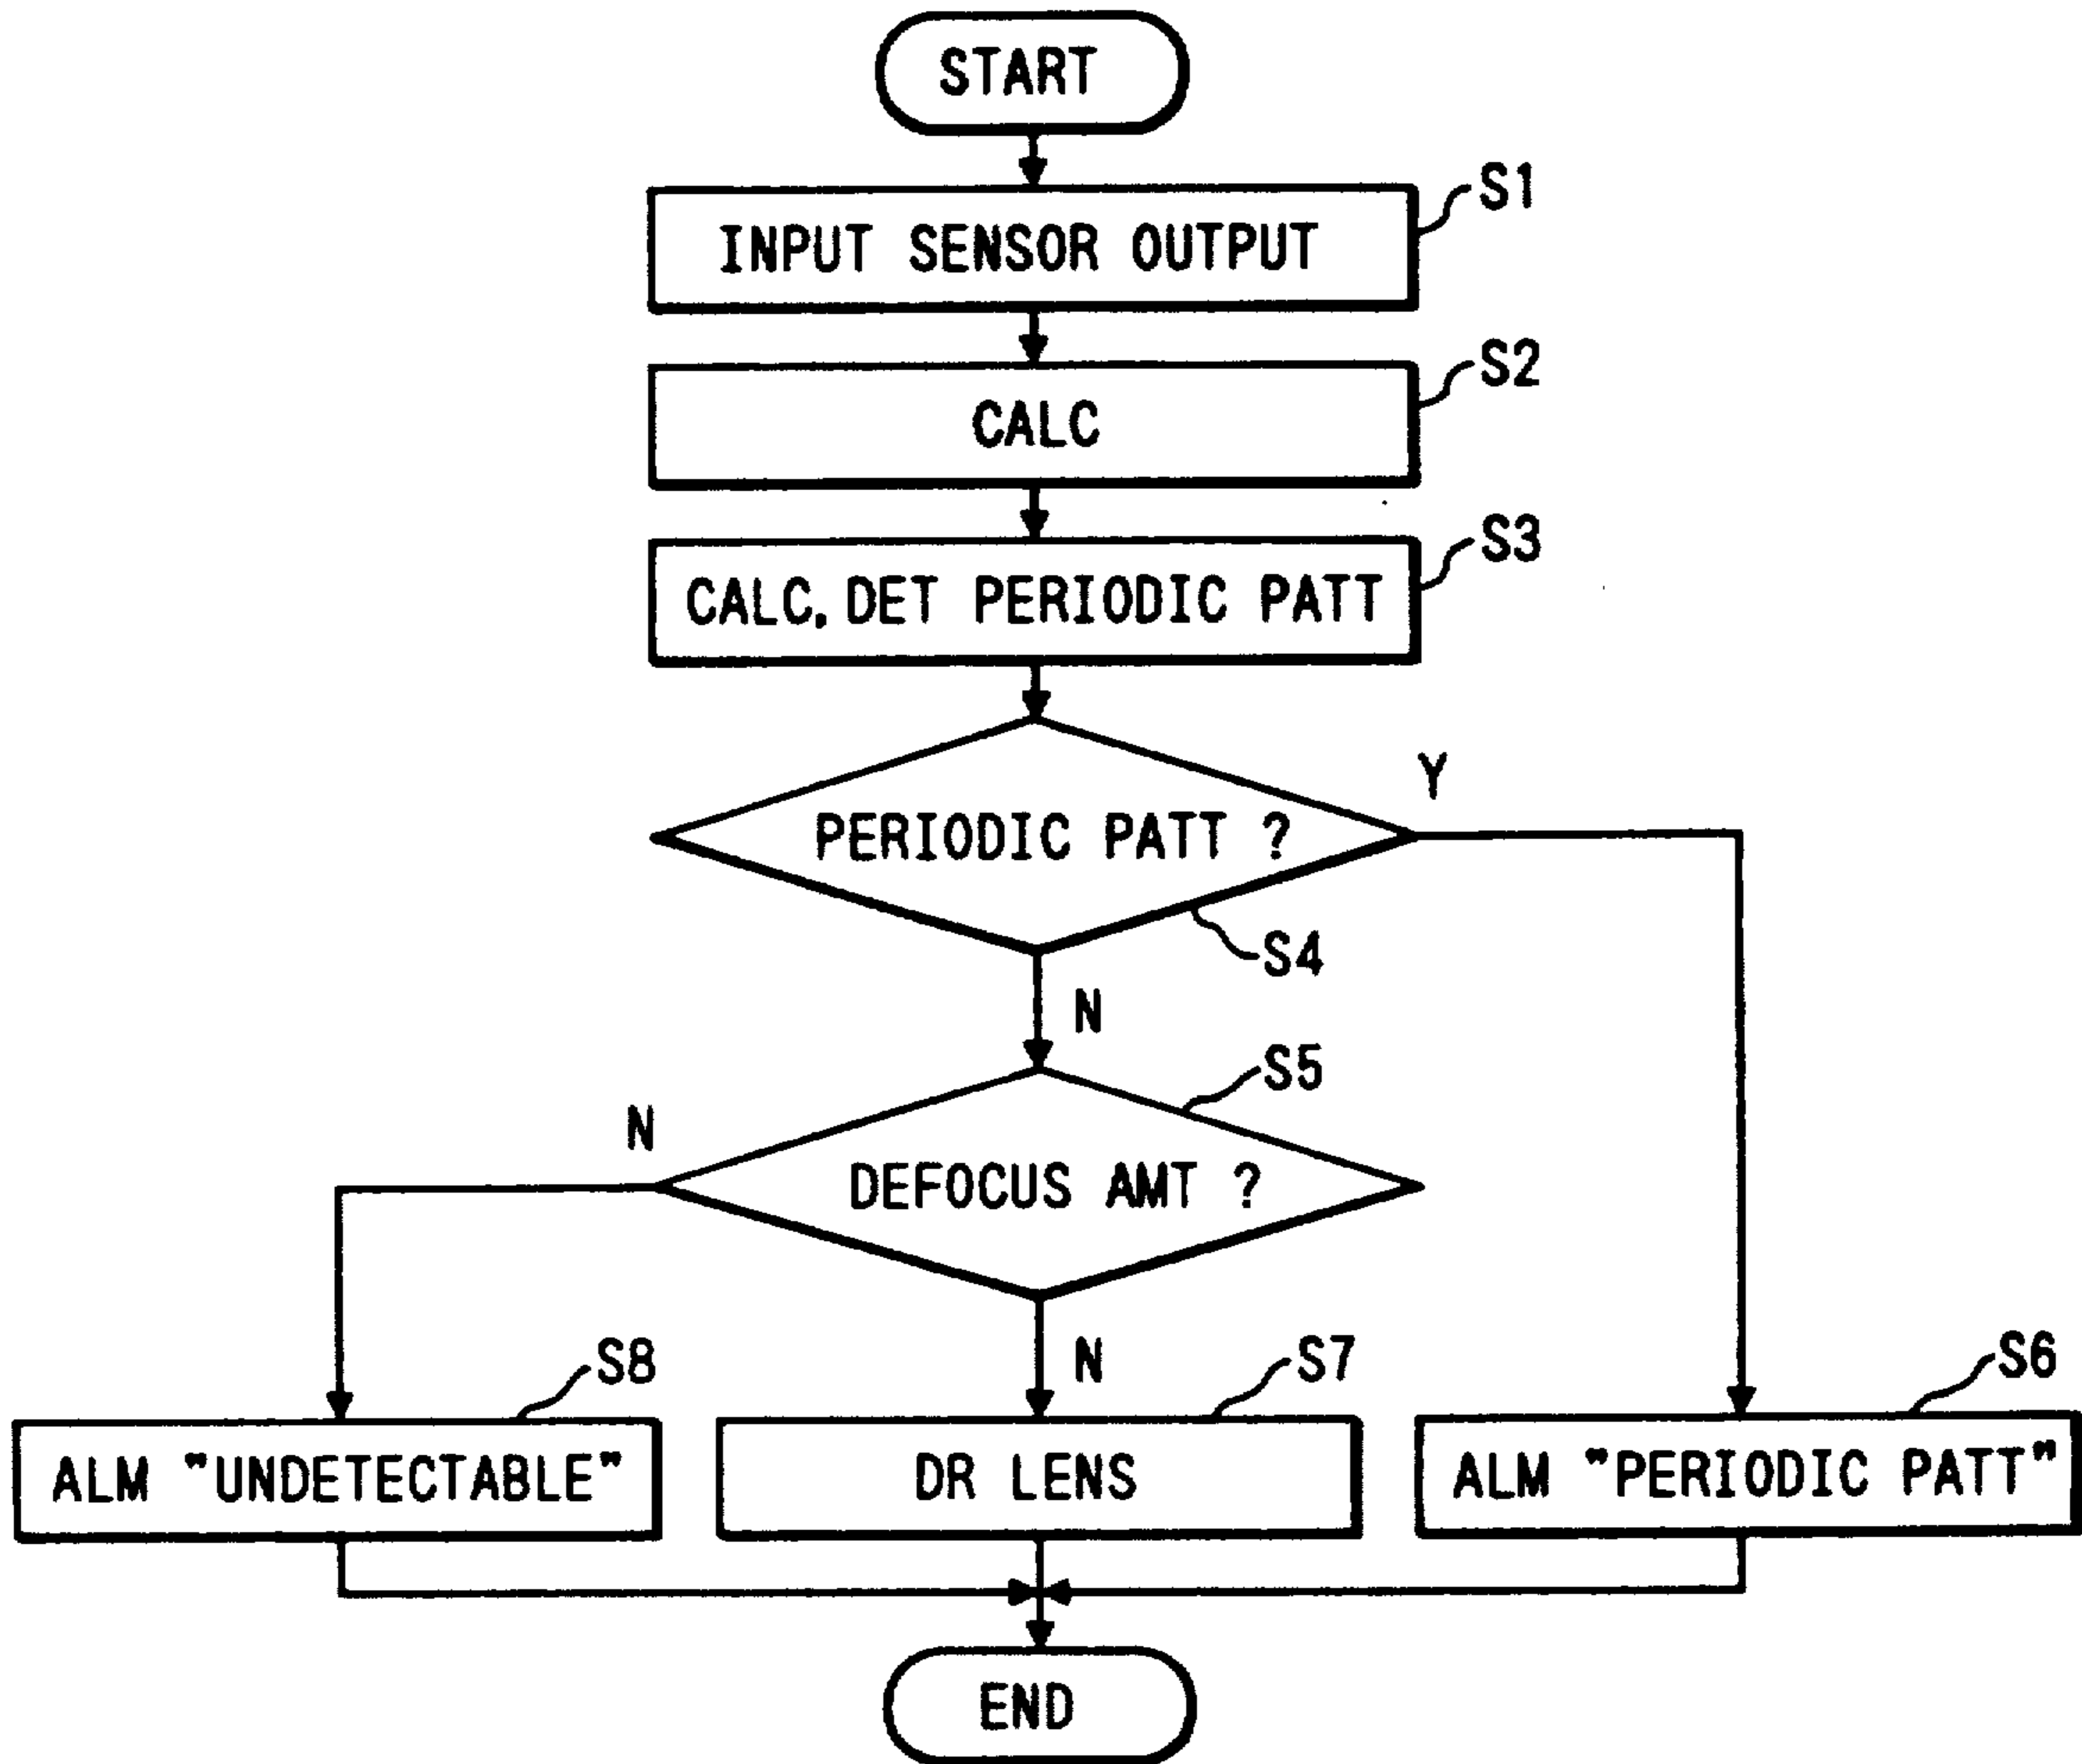 START
S1
INPUT SENSOR OUTPUT
S2
CALC
S3
CALC. DET PERIODIC PATT
Y
PERIODIC PATT ?
S4
N
S5
N
DEFOCUS AMT ?
S8
N
S7
S6
ALM "UNDETECTABLE"
DR LENS
ALM "PERIODIC PATT"
END